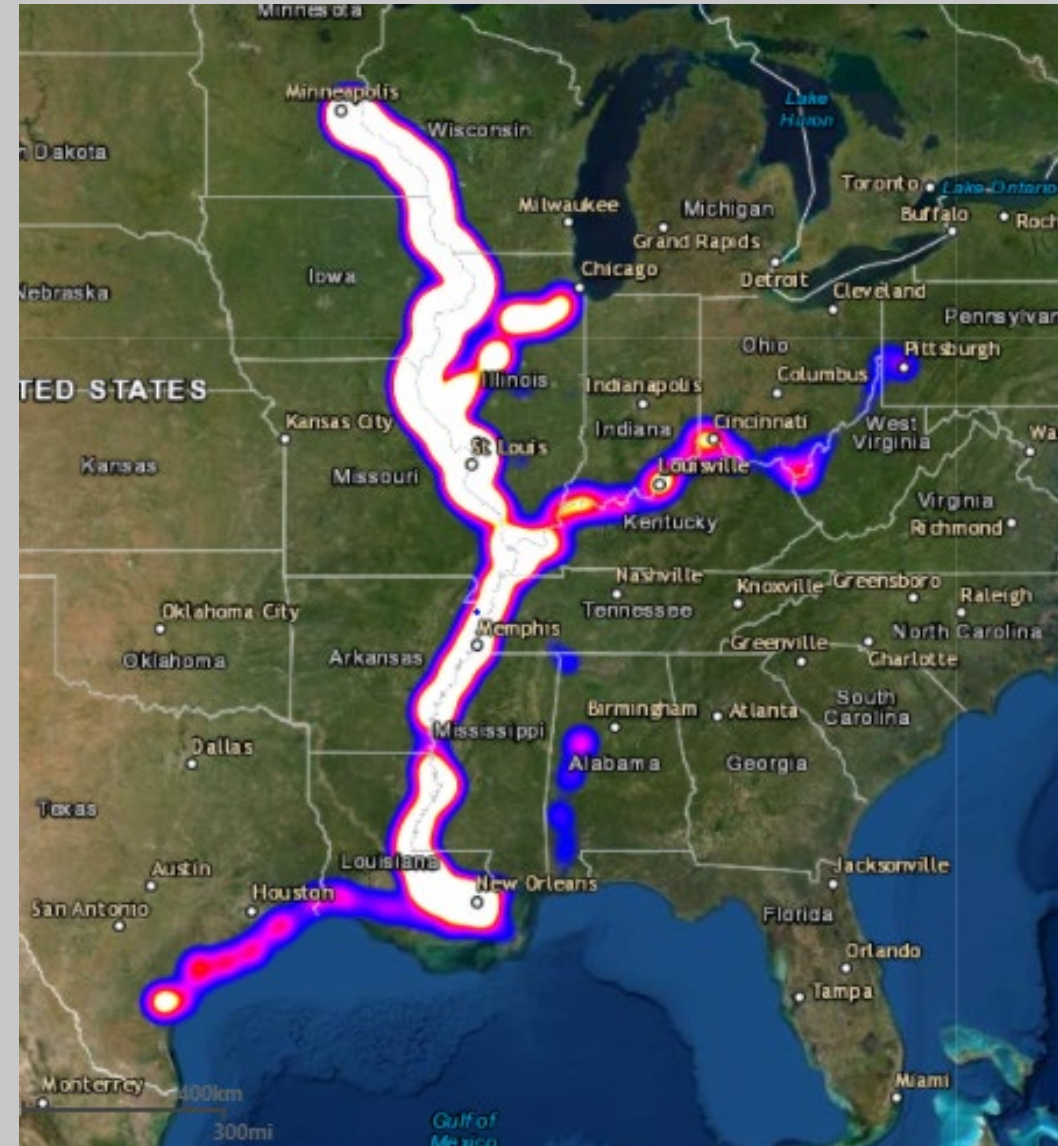 Minnesota
Minneapolis
Wisconsin
Lake
Huron
n Dakota
Toronto
Lake Ontario
Milwaukee
Michigan
Buffalo
Roch
Grand Rapids
Chicago
Detroit
Iowa
Cleveland
Nebraska
Pennsylvan
Ohio
Pittsburgh
Illinois
Indianapolis
Columbus
TED STATES
Kansas City
Indiana
Cincinnati
West
Virginia
Wa
St Louis
Kansas
Missouri
Louisville
Virginia
Kentucky
Richmond
Nashville
Knoxville
Greensboro
Raleigh
Oklahoma City
Tennessee
Memphis
North Carolina
Oklahoma
Arkansas
Greenville
Charlotte
South
Carolina
Birmingham
Atlanta
Mississippi
Dallas
Alabama
Georgia
Texas
Louisiana
Austin
Jacksonville
New Orleans
Houston
San Antonio
Florida
Orlando
Tampa
Monterrey
400km
300mi
Miami
Gulf of
Mexico